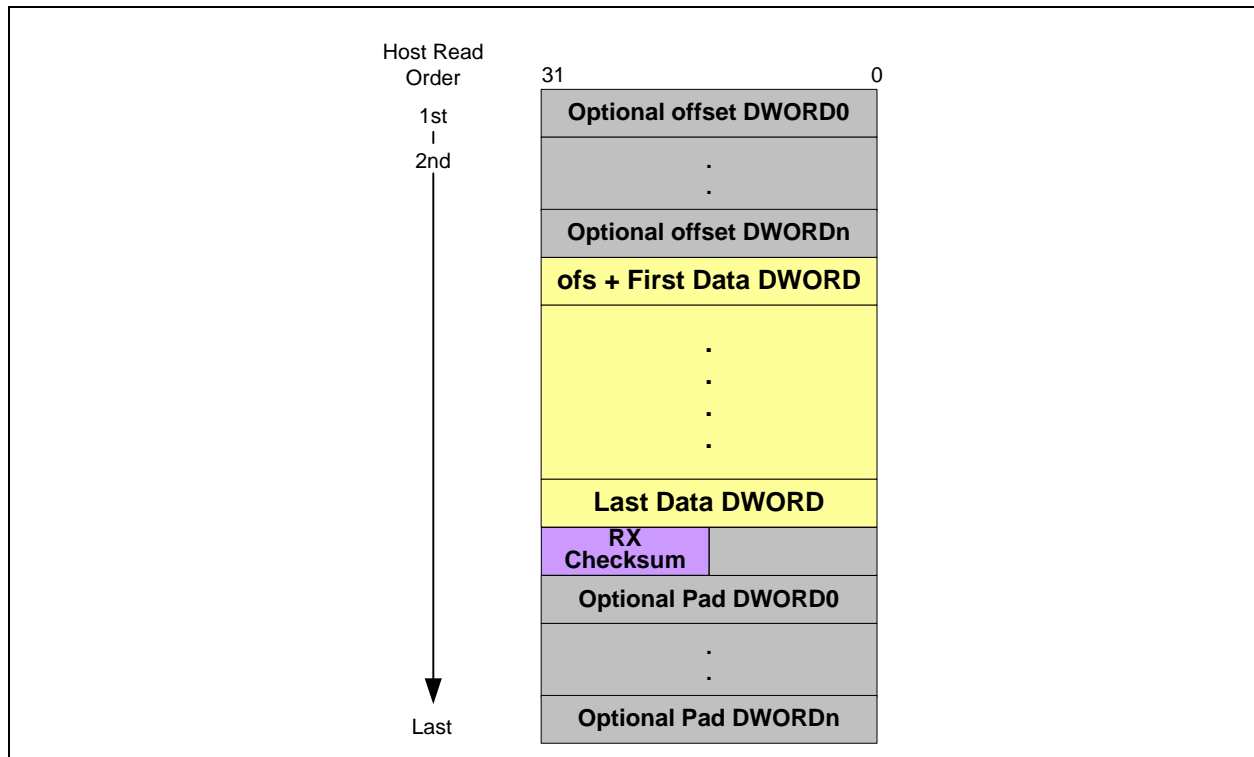 Host Read
Order
31
0
1st
2nd
Last
Optional offset DWORD0
.
.
Optional offset DWORDn
ofs + First Data DWORD
.
.
.
.
Last Data DWORD
RX
Checksum
Optional Pad DWORD0
.
.
Optional Pad DWORDn